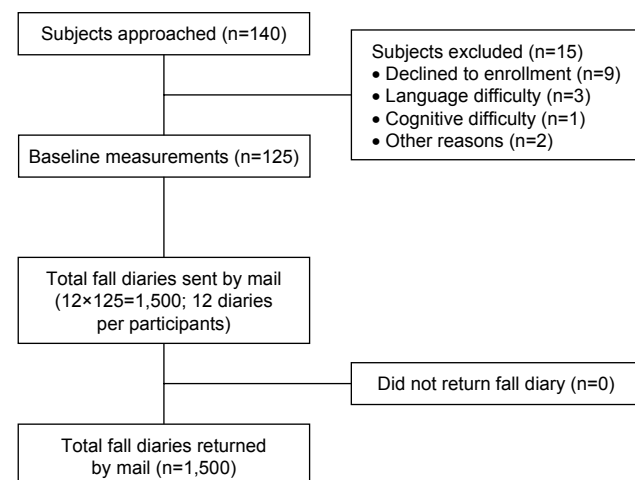 Subjects approached (n=140)
Subjects excluded (n=15)
• Declined to enrollment (n=9)
• Language difficulty (n=3)
• Cognitive difficulty (n=1)
• Other reasons (n=2)
Baseline measurements (n=125)
Total fall diaries sent by mail
(12×125=1,500; 12 diaries
per participants)
Did not return fall diary (n=0)
Total fall diaries returned
by mail (n=1,500)